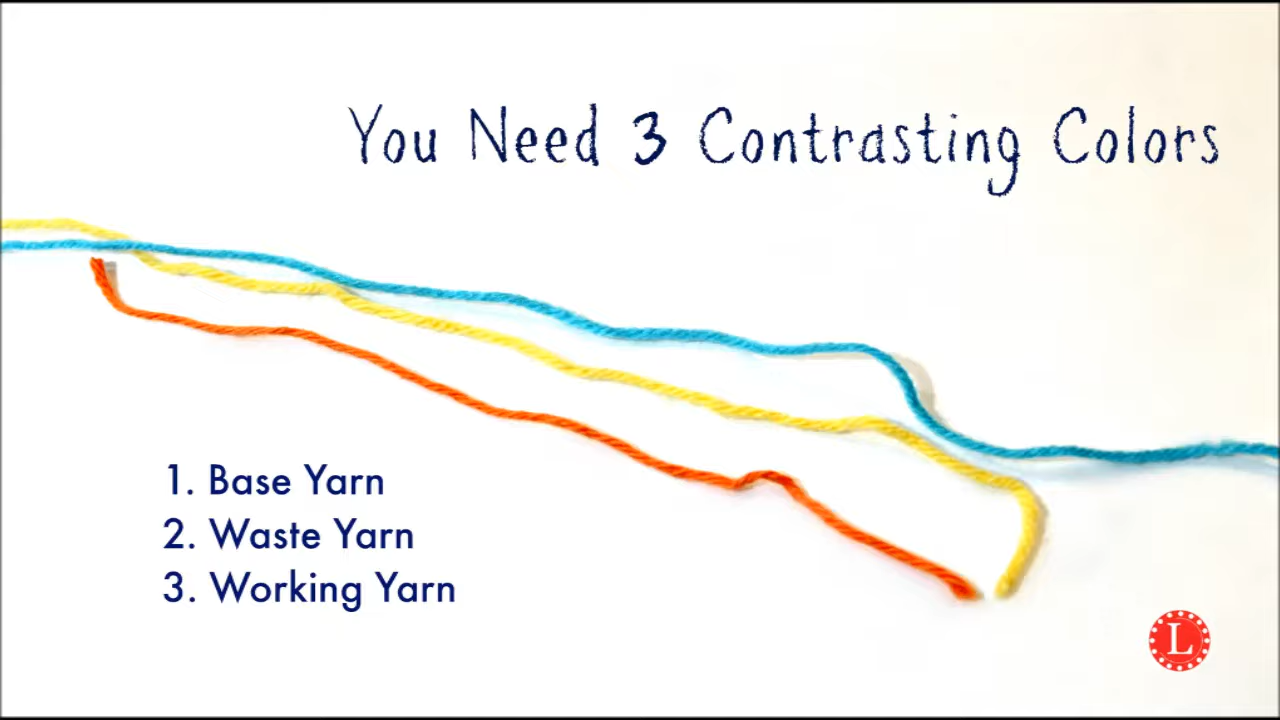 You Need 3 Contrasting Colors
1. Base Yarn
2. Waste Yarn
3. Working Yarn
L